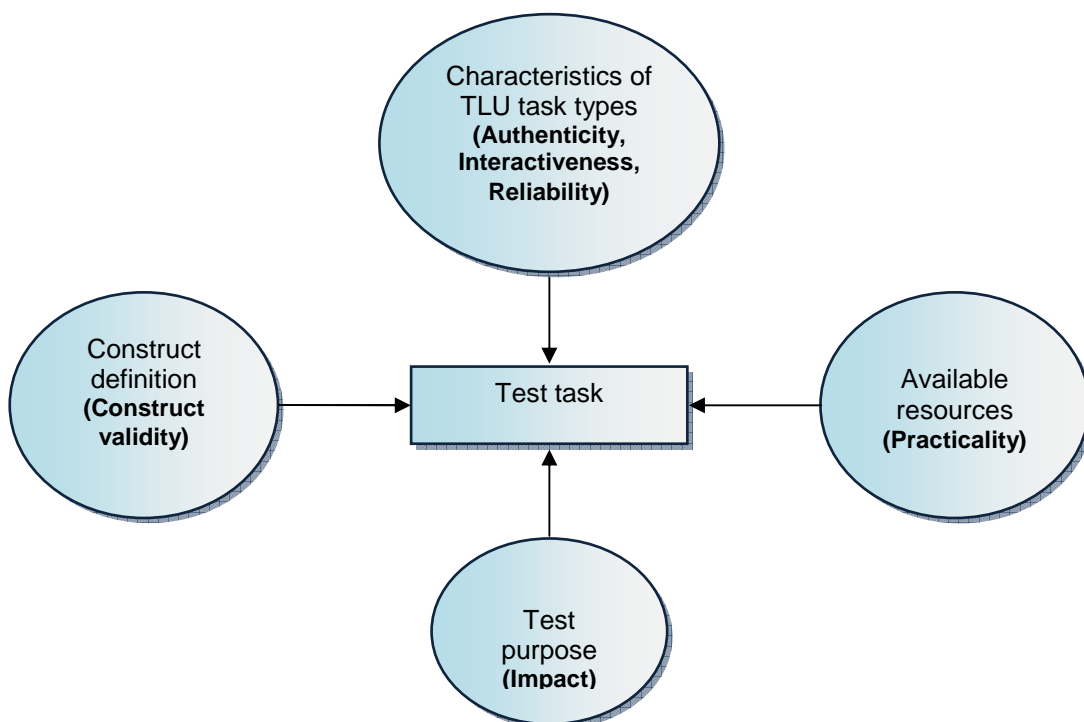 Characteristics of
TLU task types
(Authenticity,
Interactiveness,
Reliability)
Construct
definition
(Construct
validity)
Test task
Available
resources
(Practicality)
Test
purpose
(Impact)